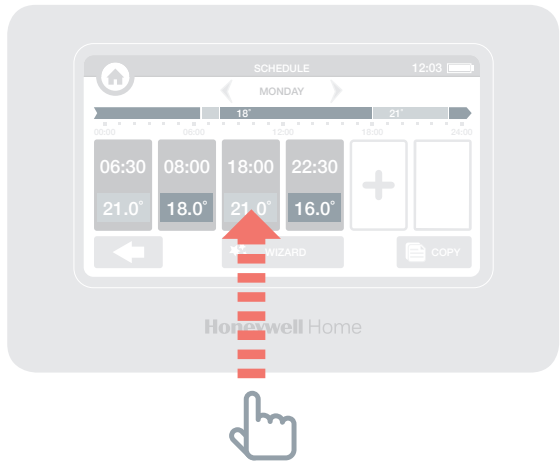 SCHEDULE 12:03
MONDAY
18° 21°
00:00 06:00 12:00 18:00 24:00
06:30 08:00 18:00 22:30 +
21.0° 18.0° 21.0° 16.0°
WIZARD COPY
Honeywell Home